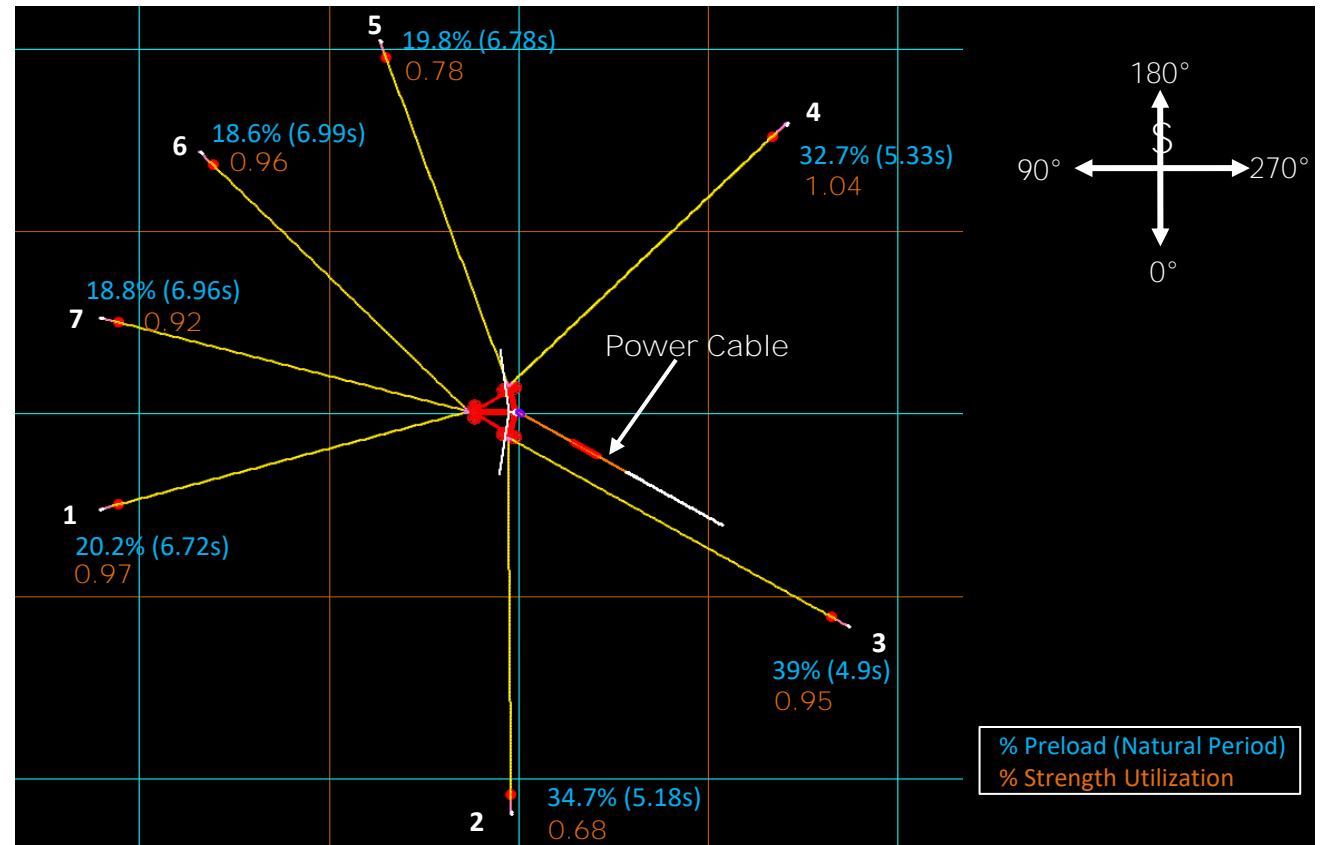 5
19.8% (6.78s)
0.78
180°
S
90°
270°
0°
4
32.7% (5.33s)
1.04
6
18.6% (6.99s)
0.96
18.8% (6.96s)
7
0.92
Power Cable
1
20.2% (6.72s)
0.97
3
39% (4.9s)
0.95
2
34.7% (5.18s)
0.68
% Preload (Natural Period)
% Strength Utilization